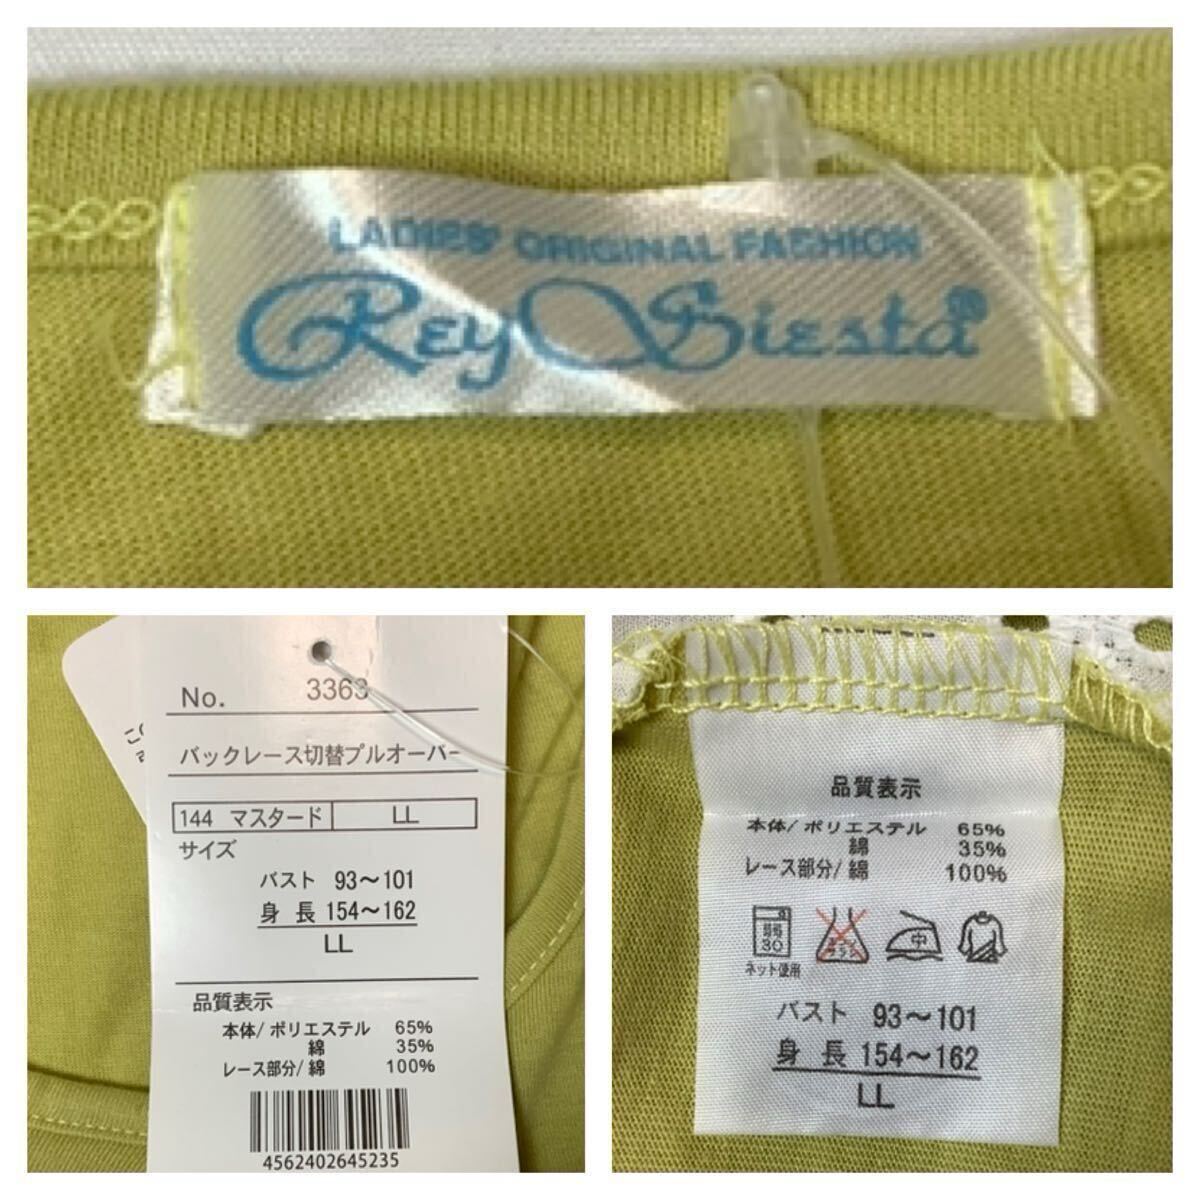 LADIES' ORIGINAL FASHION
Rey Siesta®
No. 3363
バックレース切替プルオーバー
144 マスタード LL
サイズ
バスト 93〜101
身長 154〜162
LL
品質表示
本体/ポリエステル 65%
綿 35%
レース部分/綿 100%
4562402645235
品質表示
本体/ポリエステル 65%
綿 35%
レース部分/綿 100%
弱 30 中
ネット使用
バスト 93〜101
身長 154〜162
LL